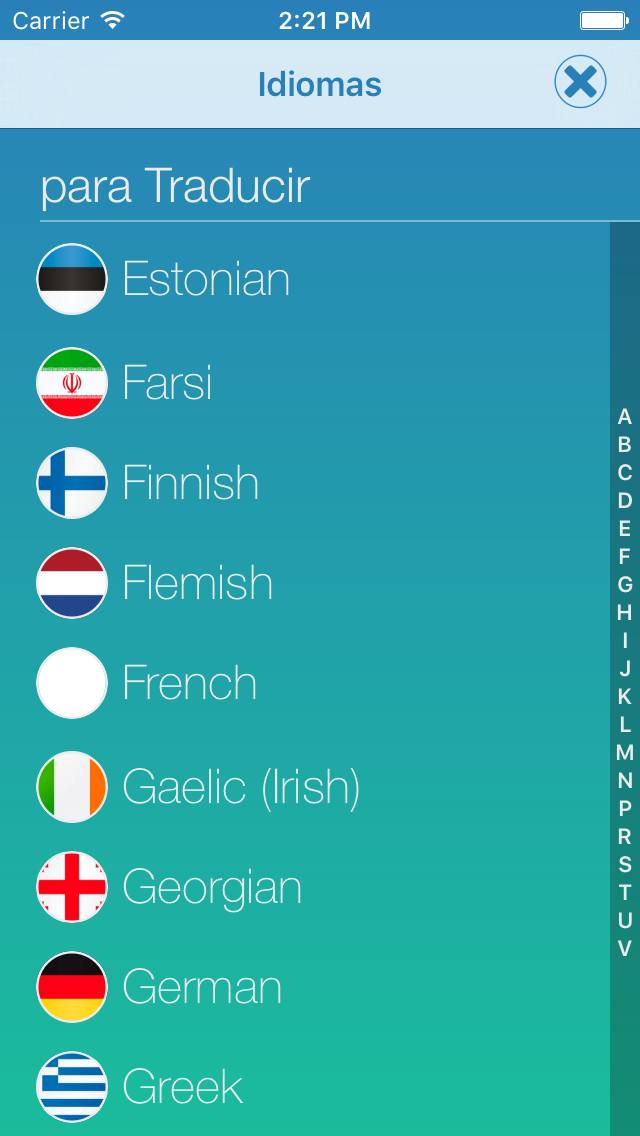 Carrier 2:21 PM
Idiomas
para Traducir
Estonian
Farsi
Finnish
Flemish
French
Gaelic (Irish)
Georgian
German
Greek
A
B
C
D
E
F
G
H
I
J
K
L
M
N
P
R
S
T
U
V